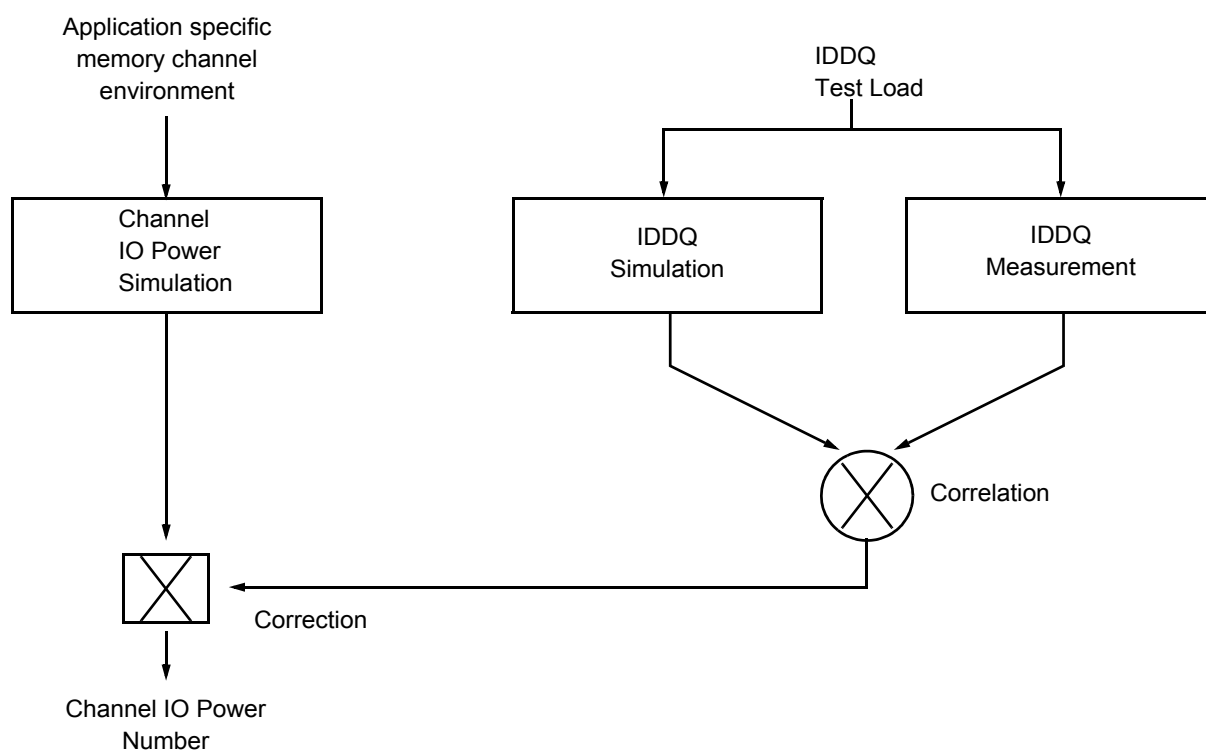 Application specific
memory channel
environment
IDDQ
Test Load
Channel
IO Power
Simulation
IDDQ
Simulation
IDDQ
Measurement
Correlation
Correction
Channel IO Power
Number